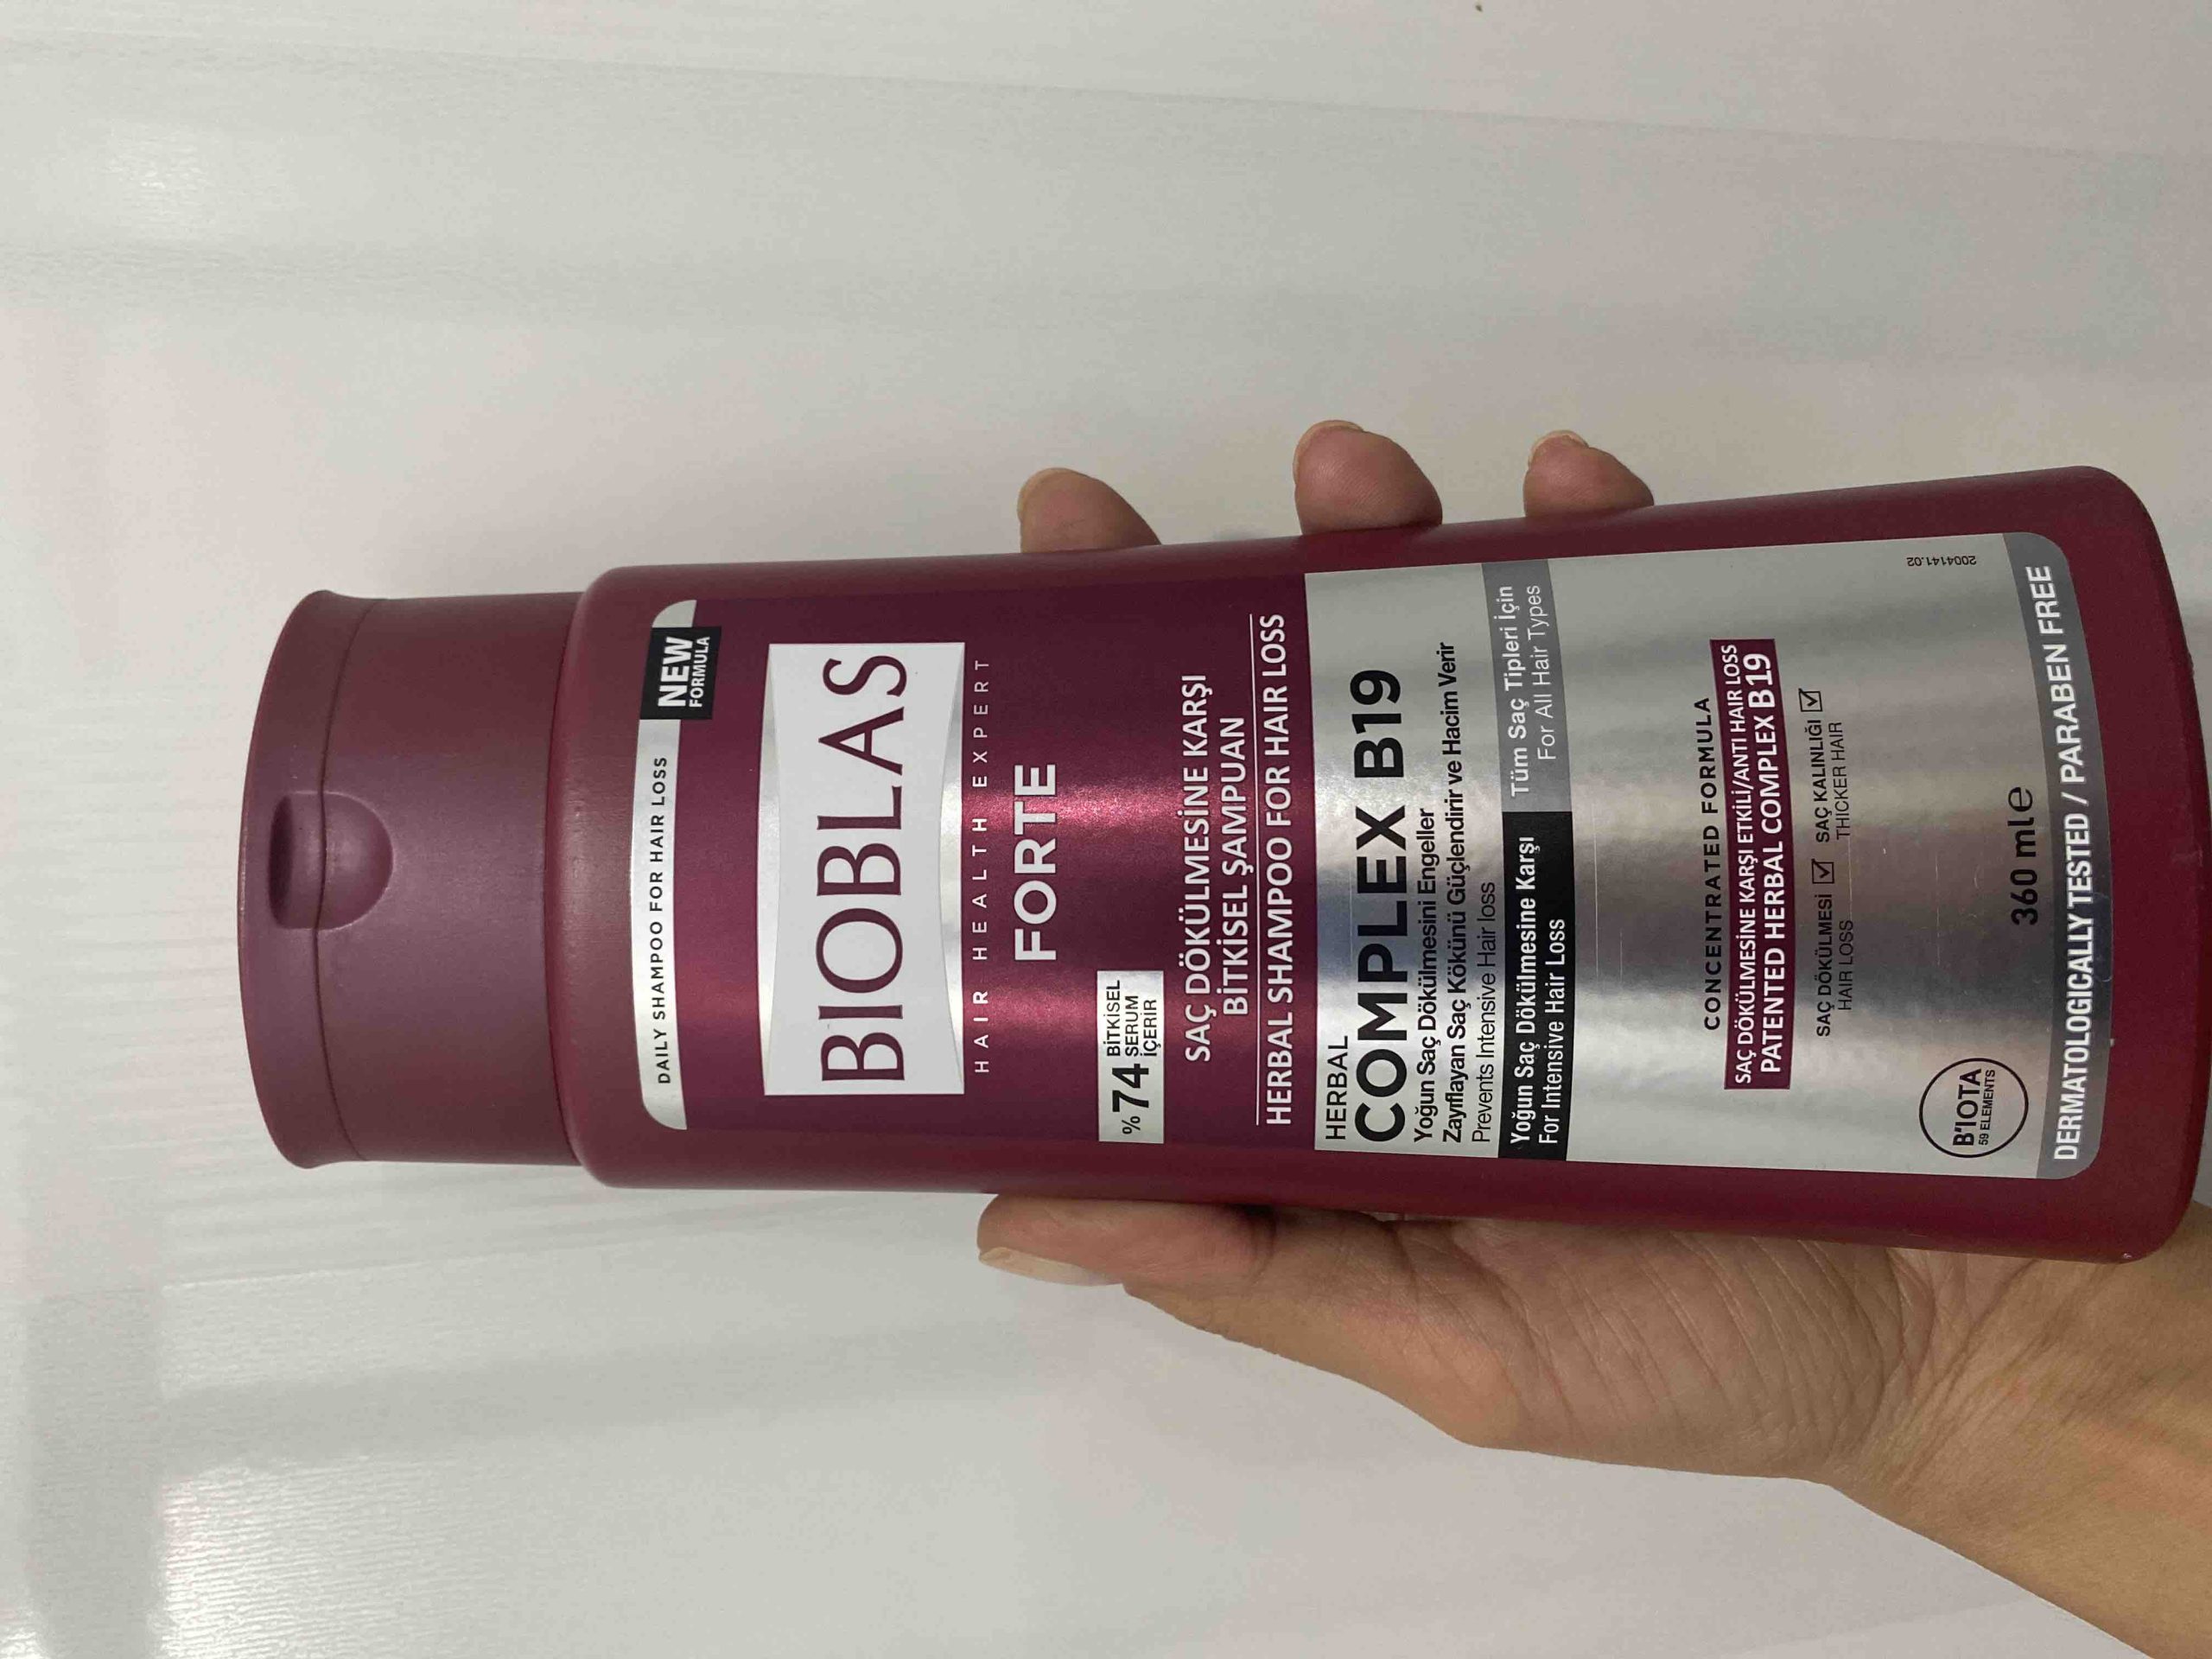 DAILY SHAMPOO FOR HAIR LOSS
NEW
FORMULA
BIOBLAS
HAIR HEALTH EXPERT
FORTE
%74 BİTKİSEL
SERUM
İÇERİR
SAÇ DÖKÜLMESİNE KARŞI
BİTKİSEL ŞAMPUAN
HERBAL SHAMPOO FOR HAIR LOSS
HERBAL
COMPLEX B19
Yoğun Saç Dökülmesini Engeller
Zayıflayan Saç Kökünü Güçlendirir ve Hacim Verir
Prevents Intensive Hair loss
Yoğun Saç Dökülmesine Karşı
For Intensive Hair Loss
Tüm Saç Tipleri İçin
For All Hair Types
CONCENTRATED FORMULA
SAÇ DÖKÜLMESİNE KARŞI ETKİLİ/ANTI HAIR LOSS
PATENTED HERBAL COMPLEX B19
SAÇ DÖKÜLMESİ ☑ SAÇ KALINLIĞI ☑
HAIR LOSS THICKER HAIR
B'IOTA
59 ELEMENTS
360 ml e
2004141.02
DERMATOLOGICALLY TESTED / PARABEN FREE